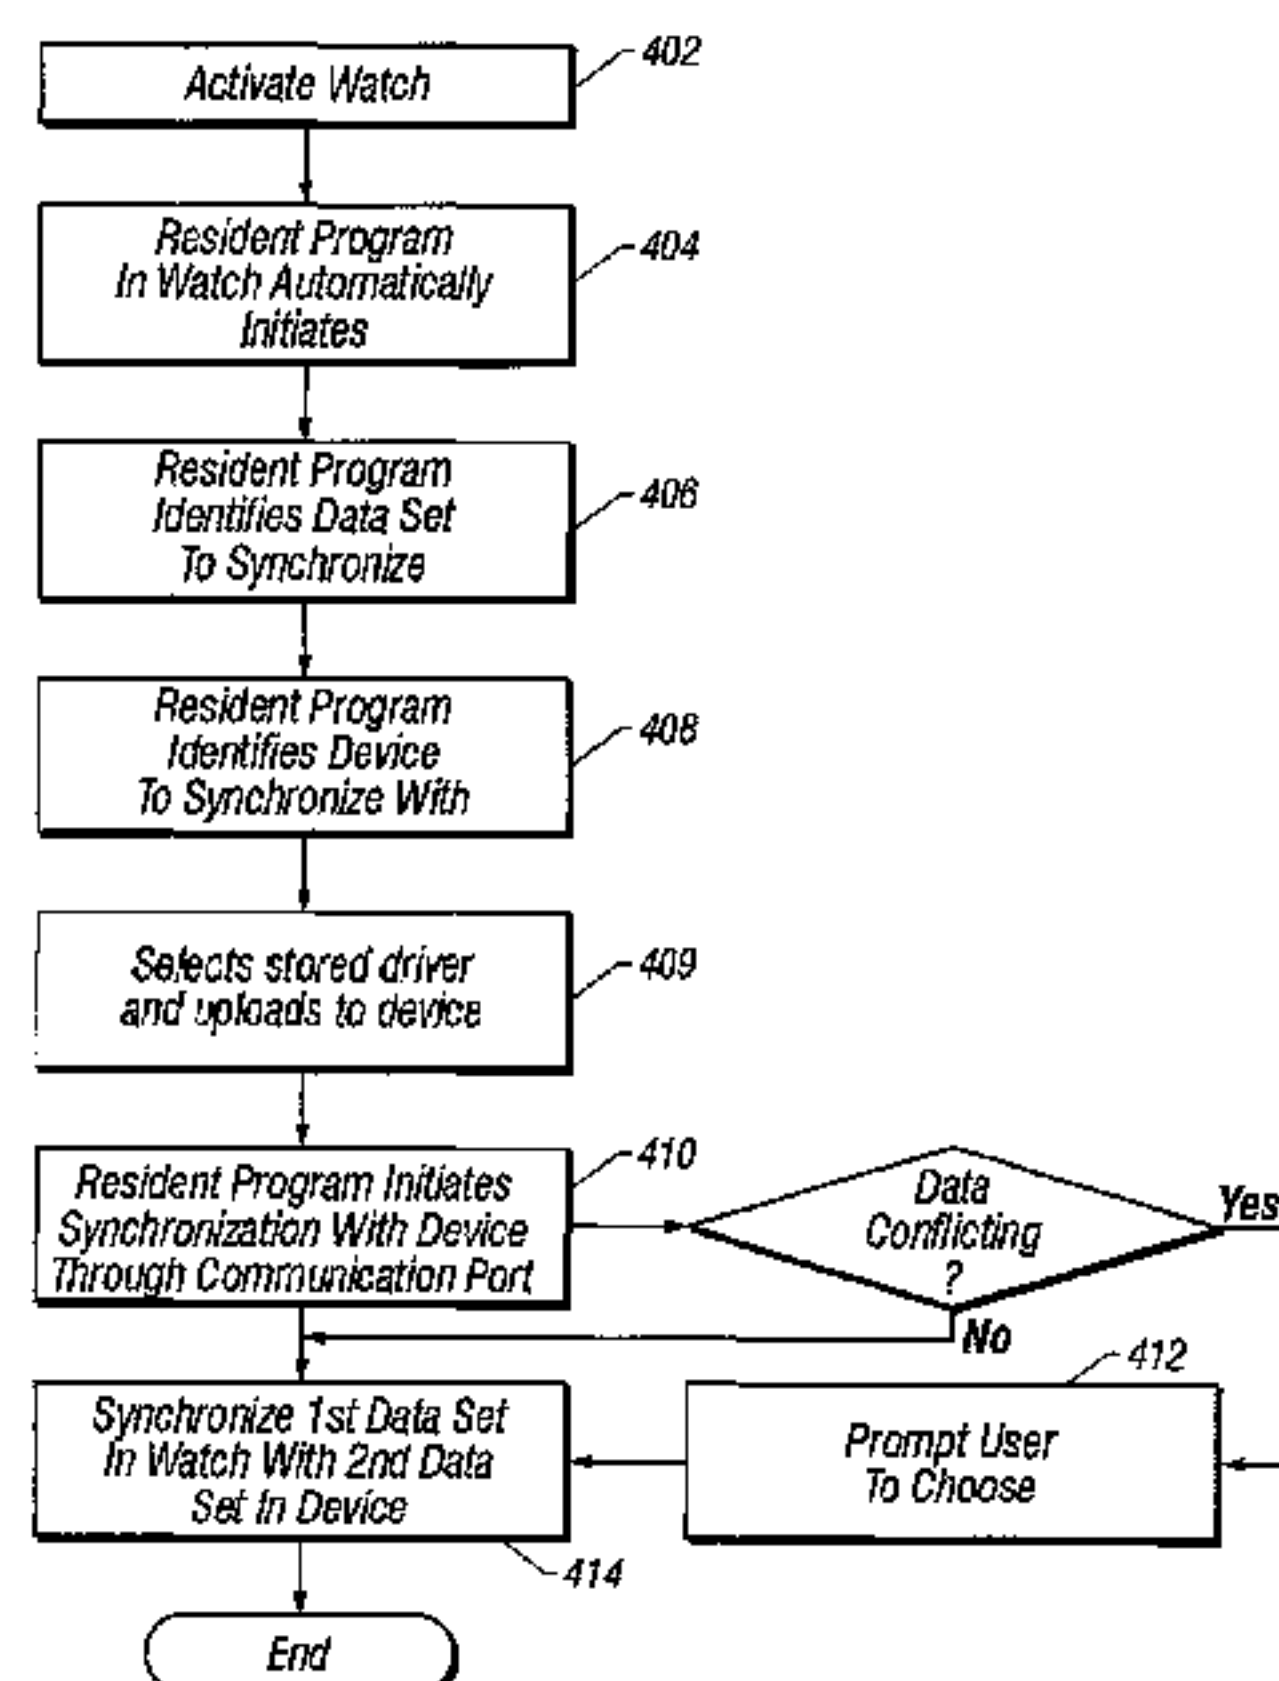 Activate Watch
402
Resident Program
In Watch Automatically
Initiates
404
Resident Program
Identifies Data Set
To Synchronize
406
Resident Program
Identifies Device
To Synchronize With
408
Selects stored driver
and uploads to device
409
Resident Program Initiates
Synchronization With Device
Through Communication Port
410
Data
Conflicting
?
Yes
No
Synchronize 1st Data Set
In Watch With 2nd Data
Set In Device
414
Prompt User
To Choose
412
End